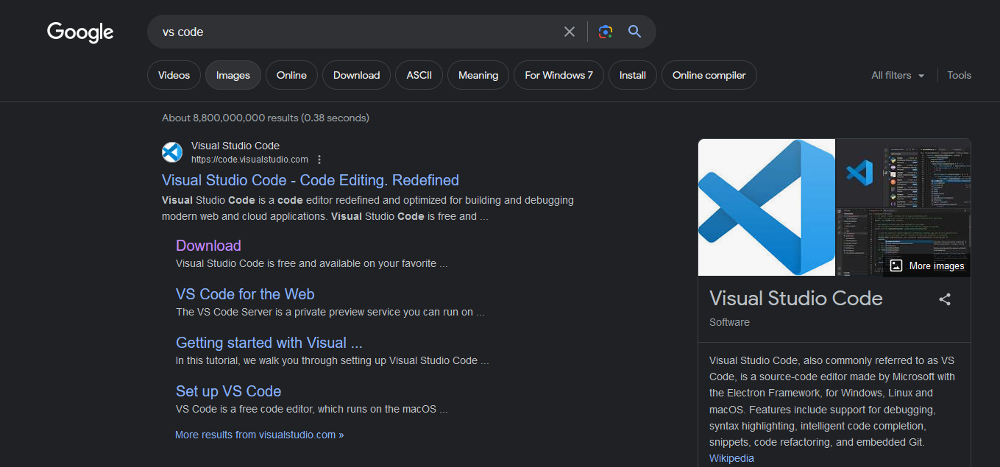 Google
vs code
Videos
Images
Online
Download
ASCII
Meaning
For Windows 7
Install
Online compiler
All filters
Tools
About 8,800,000,000 results (0.38 seconds)
Visual Studio Code
https://code.visualstudio.com
Visual Studio Code - Code Editing. Redefined
Visual Studio Code is a code editor redefined and optimized for building and debugging
modern web and cloud applications. Visual Studio Code is free and ...
Download
Visual Studio Code is free and available on your favorite ...
VS Code for the Web
The VS Code Server is a private preview service you can run on ...
Getting started with Visual ...
In this tutorial, we walk you through setting up Visual Studio Code ...
Set up VS Code
VS Code is a free code editor, which runs on the macOS ...
More results from visualstudio.com »
More images
Visual Studio Code
Software
Visual Studio Code, also commonly referred to as VS
Code, is a source-code editor made by Microsoft with
the Electron Framework, for Windows, Linux and
macOS. Features include support for debugging,
syntax highlighting, intelligent code completion,
snippets, code refactoring, and embedded Git.
Wikipedia